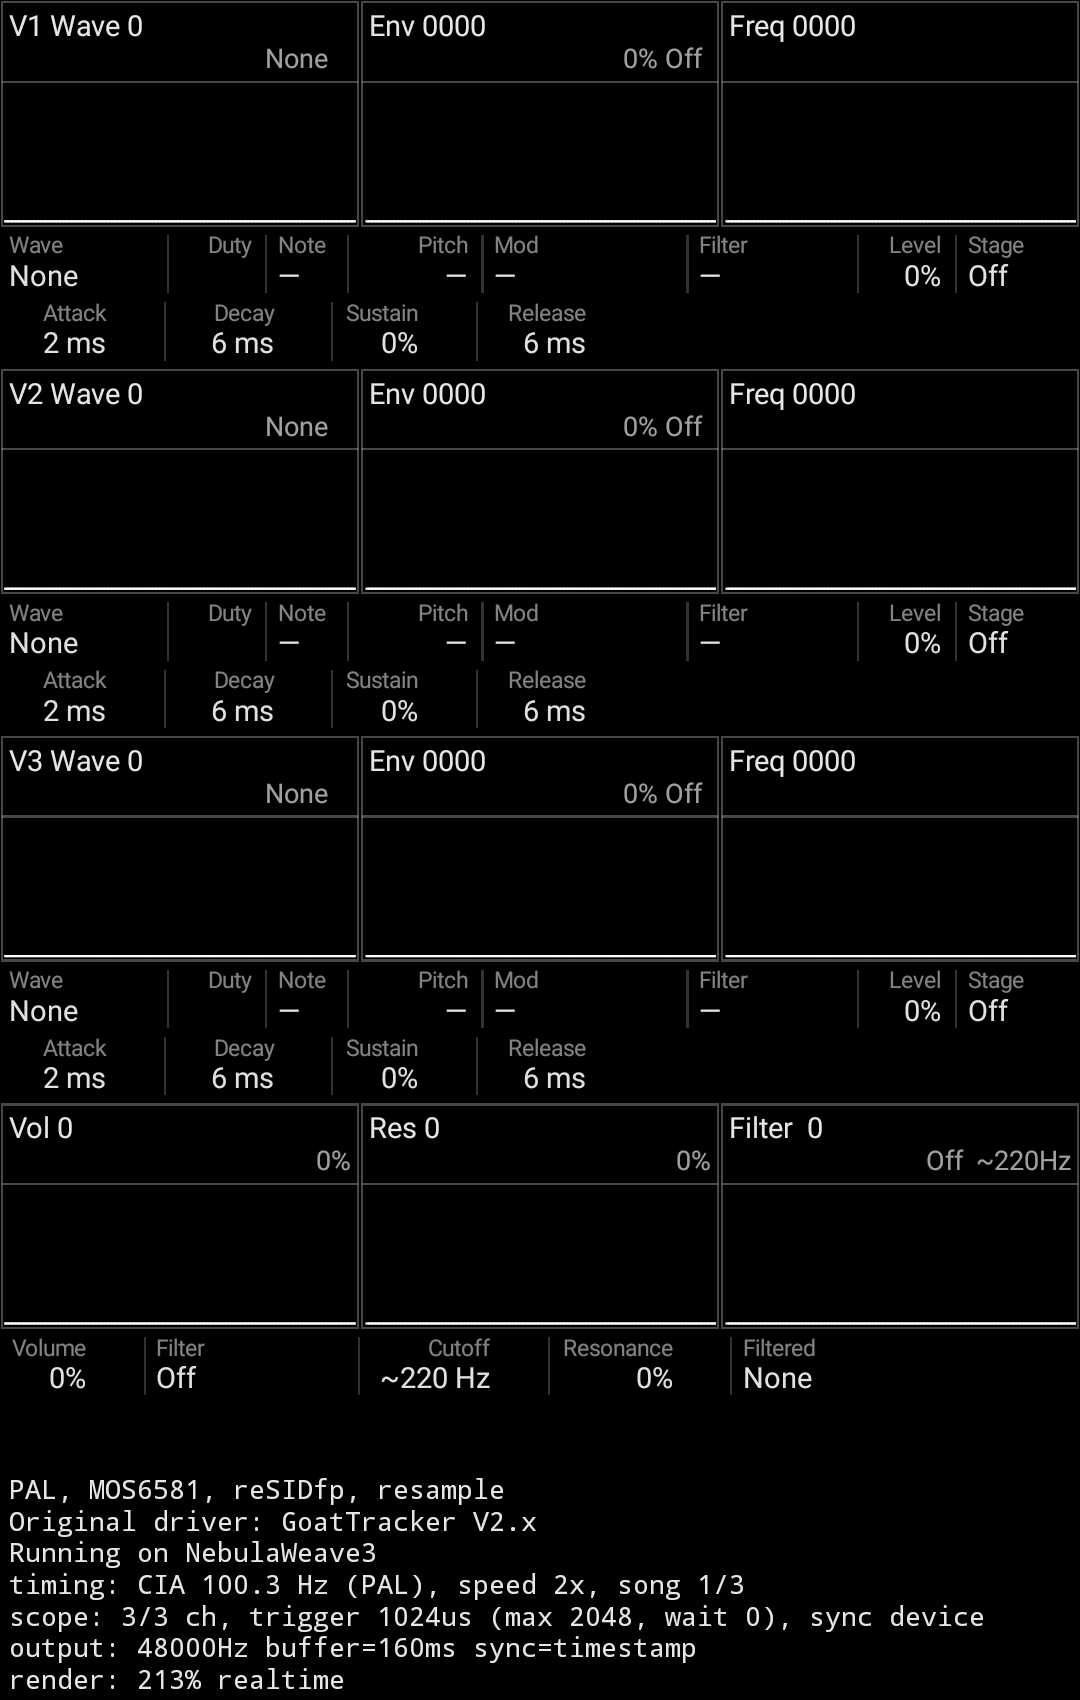 V1 Wave 0 Env 0000 Freq 0000
None 0% Off
Wave Duty Note Pitch Mod Filter Level Stage
None — — — — 0% Off
Attack Decay Sustain Release
2 ms 6 ms 0% 6 ms
V2 Wave 0 Env 0000 Freq 0000
None 0% Off
Wave Duty Note Pitch Mod Filter Level Stage
None — — — — 0% Off
Attack Decay Sustain Release
2 ms 6 ms 0% 6 ms
V3 Wave 0 Env 0000 Freq 0000
None 0% Off
Wave Duty Note Pitch Mod Filter Level Stage
None — — — — 0% Off
Attack Decay Sustain Release
2 ms 6 ms 0% 6 ms
Vol 0 Res 0 Filter 0
0% 0% Off ~220Hz
Volume Filter Cutoff Resonance Filtered
0% Off ~220 Hz 0% None
PAL, MOS6581, reSIDfp, resample
Original driver: GoatTracker V2.x
Running on NebulaWeave3
timing: CIA 100.3 Hz (PAL), speed 2x, song 1/3
scope: 3/3 ch, trigger 1024us (max 2048, wait 0), sync device
output: 48000Hz buffer=160ms sync=timestamp
render: 213% realtime